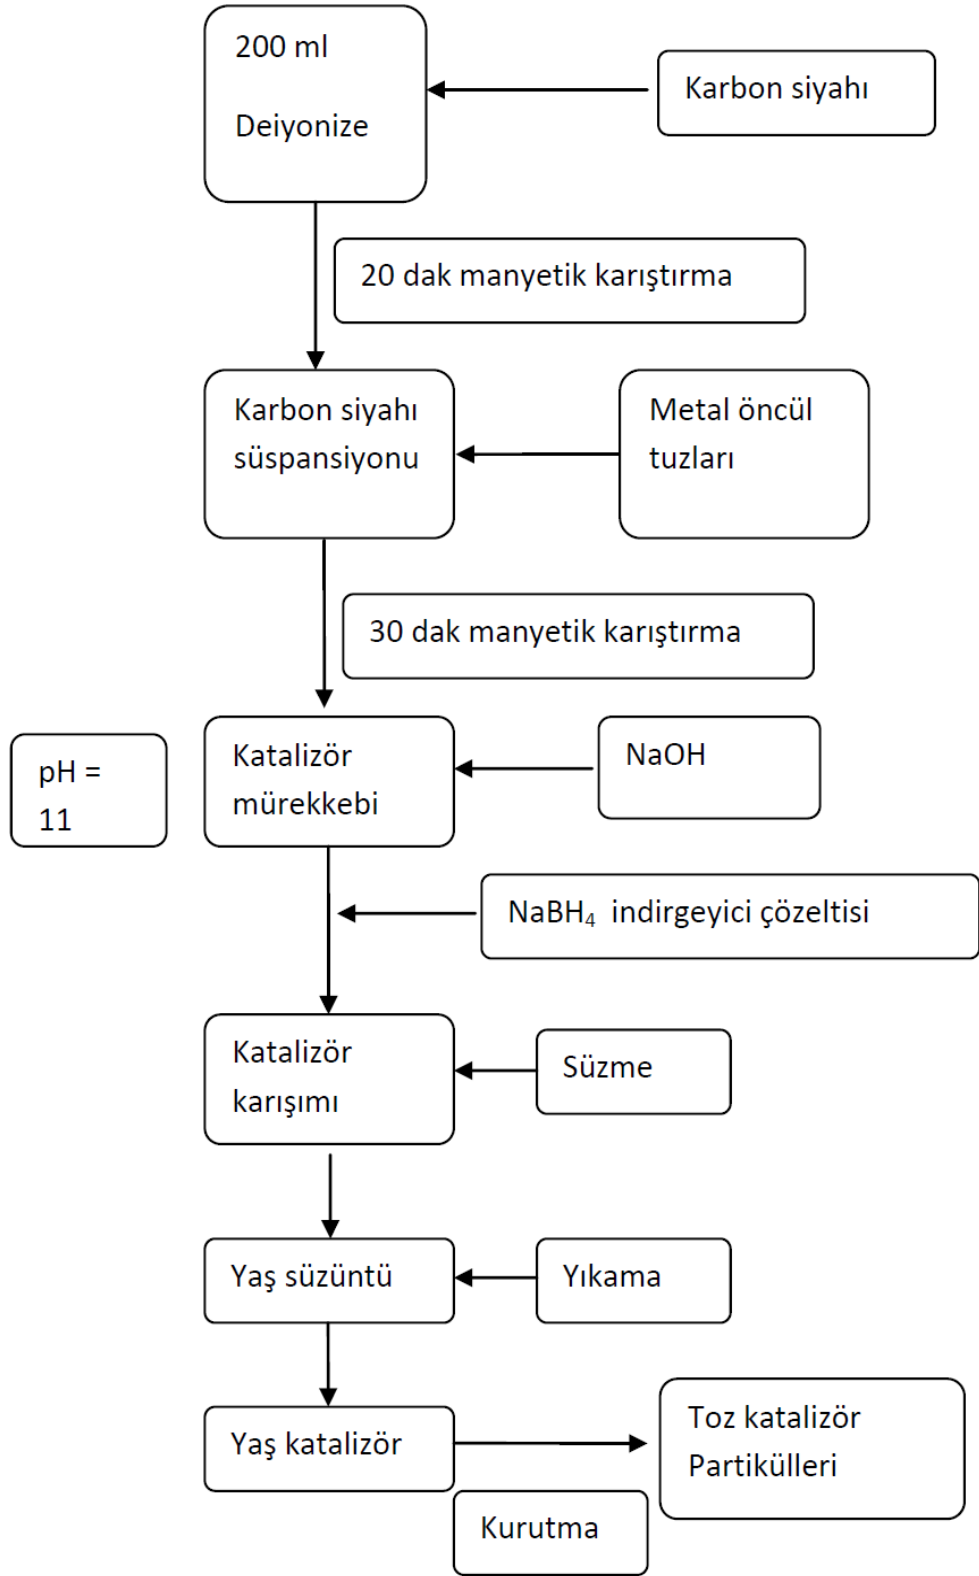 200 ml
Deiyonize
Karbon siyahı
20 dak manyetik karıştırma
Karbon siyahı
süspansiyonu
Metal öncül
tuzları
30 dak manyetik karıştırma
pH =
11
Katalizör
mürekkebi
NaOH
NaBH₄ indirgeyici çözeltisi
Katalizör
karışımı
Süzme
Yaş süzüntü
Yıkama
Yaş katalizör
Toz katalizör
Partikülleri
Kurutma